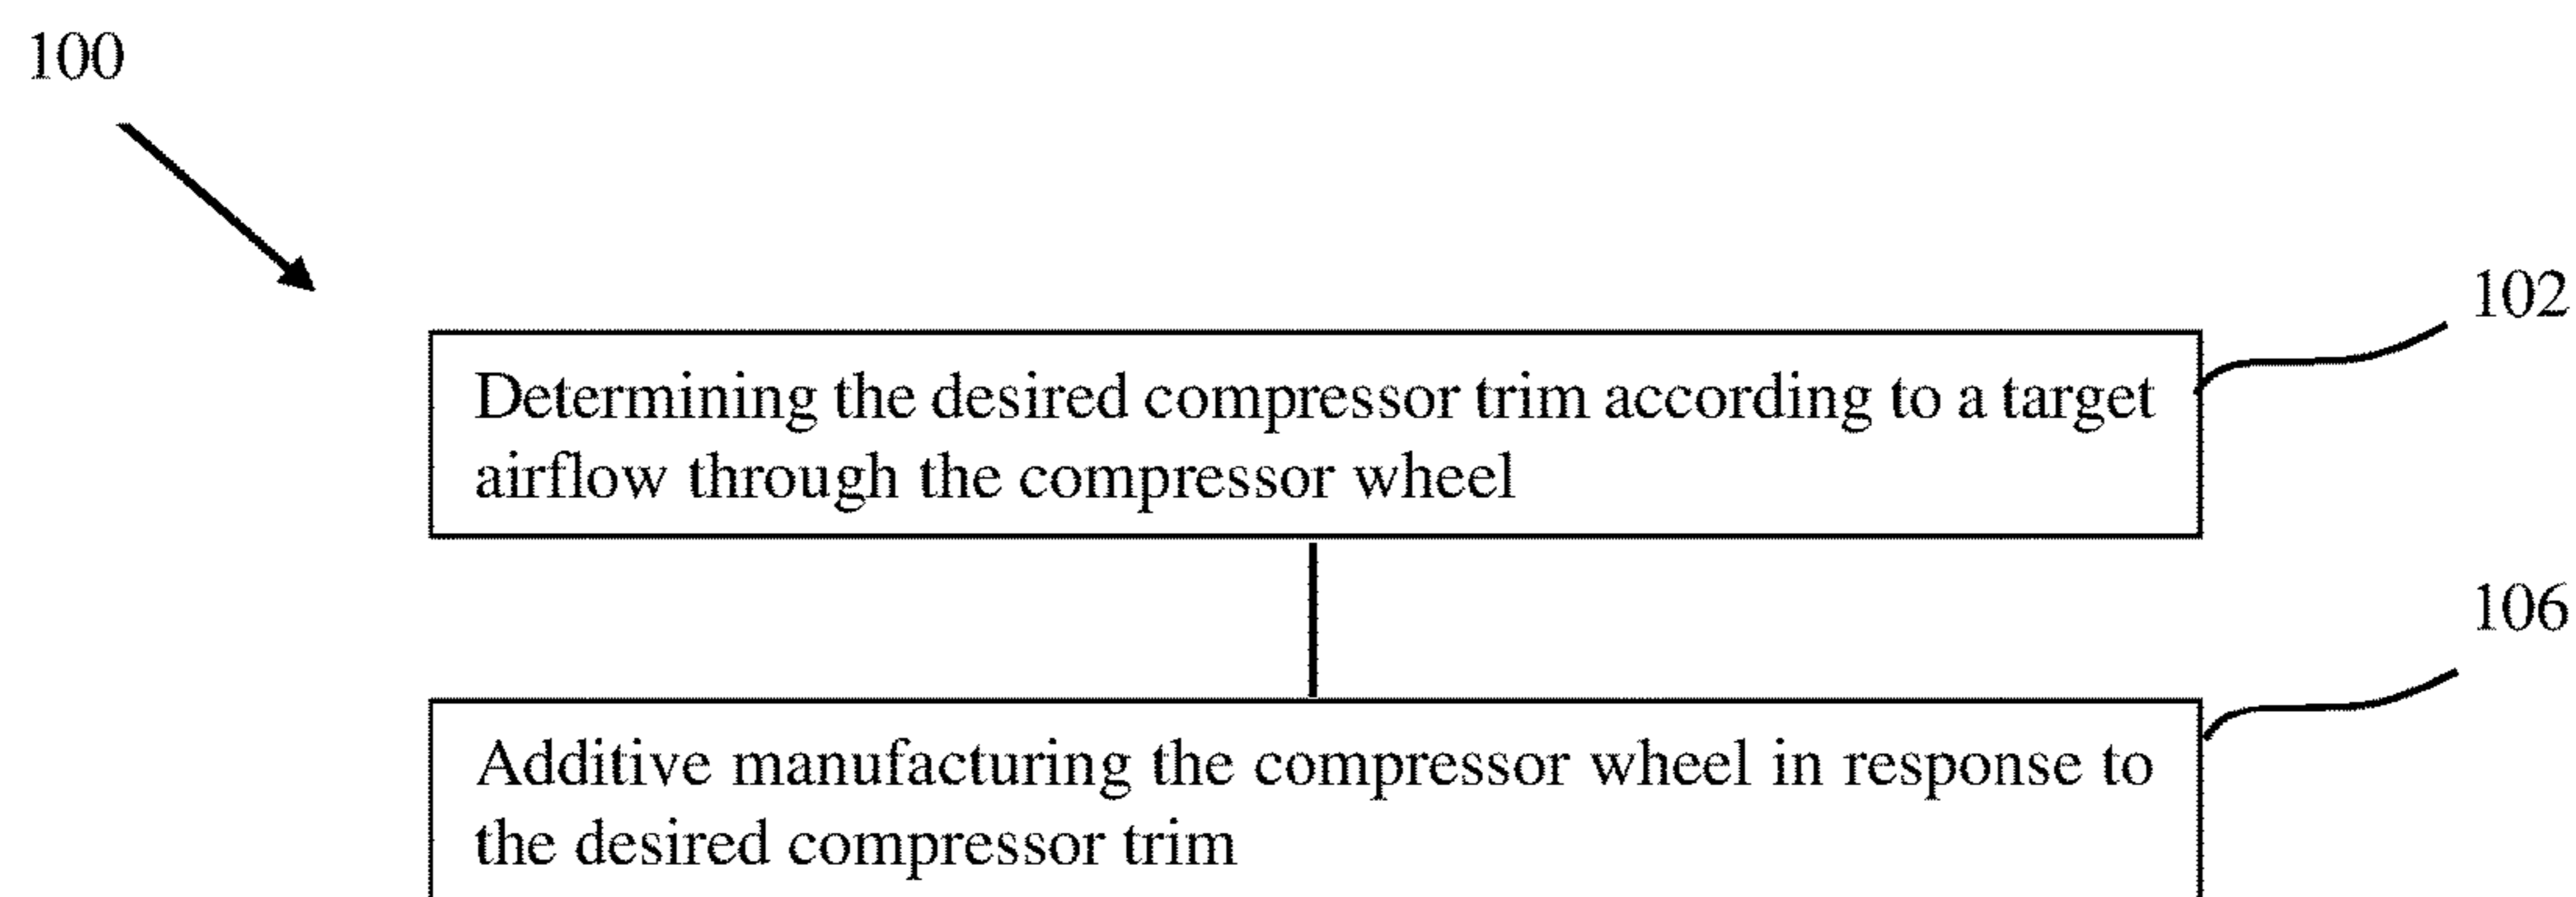 100
102
Determining the desired compressor trim according to a target
airflow through the compressor wheel
106
Additive manufacturing the compressor wheel in response to
the desired compressor trim